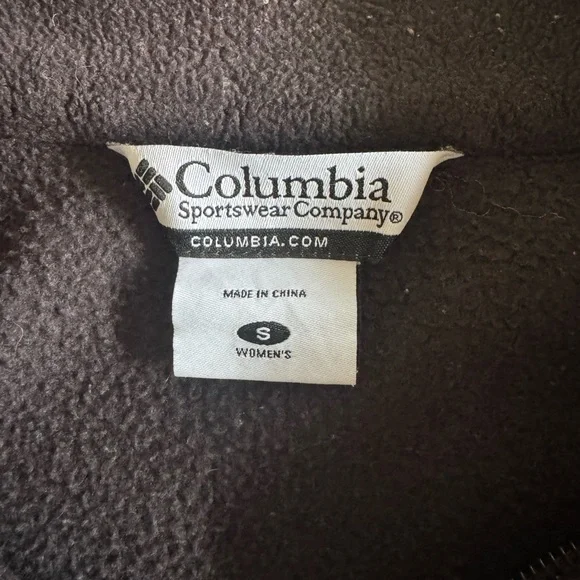 Columbia
Sportswear Company®
COLUMBIA.COM
MADE IN CHINA
S
WOMEN'S